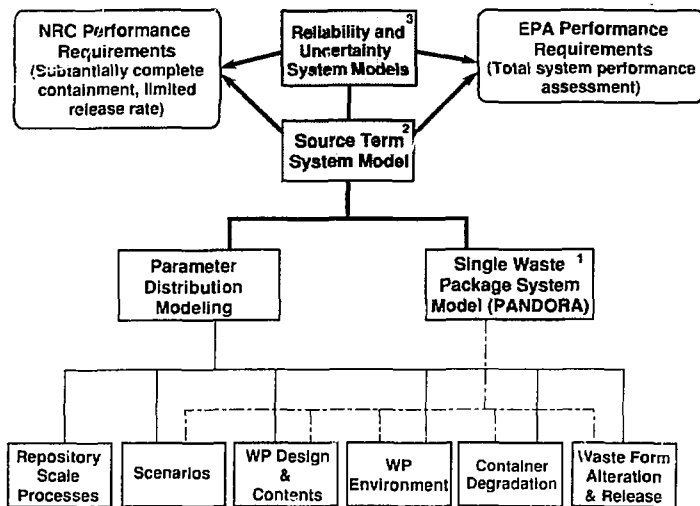 NRC Performance
Requirements
(Substantially complete
containment, limited
release rate)
3
Reliability and
Uncertainty
System Models
EPA Performance
Requirements
(Total system performance
assessment)
2
Source Term
System Model
Parameter
Distribution
Modeling
1
Single Waste
Package System
Model (PANDORA)
Repository
Scale
Processes
Scenarios
WP Design
&
Contents
WP
Environment
Container
Degradation
Waste Form
Alteration
& Release